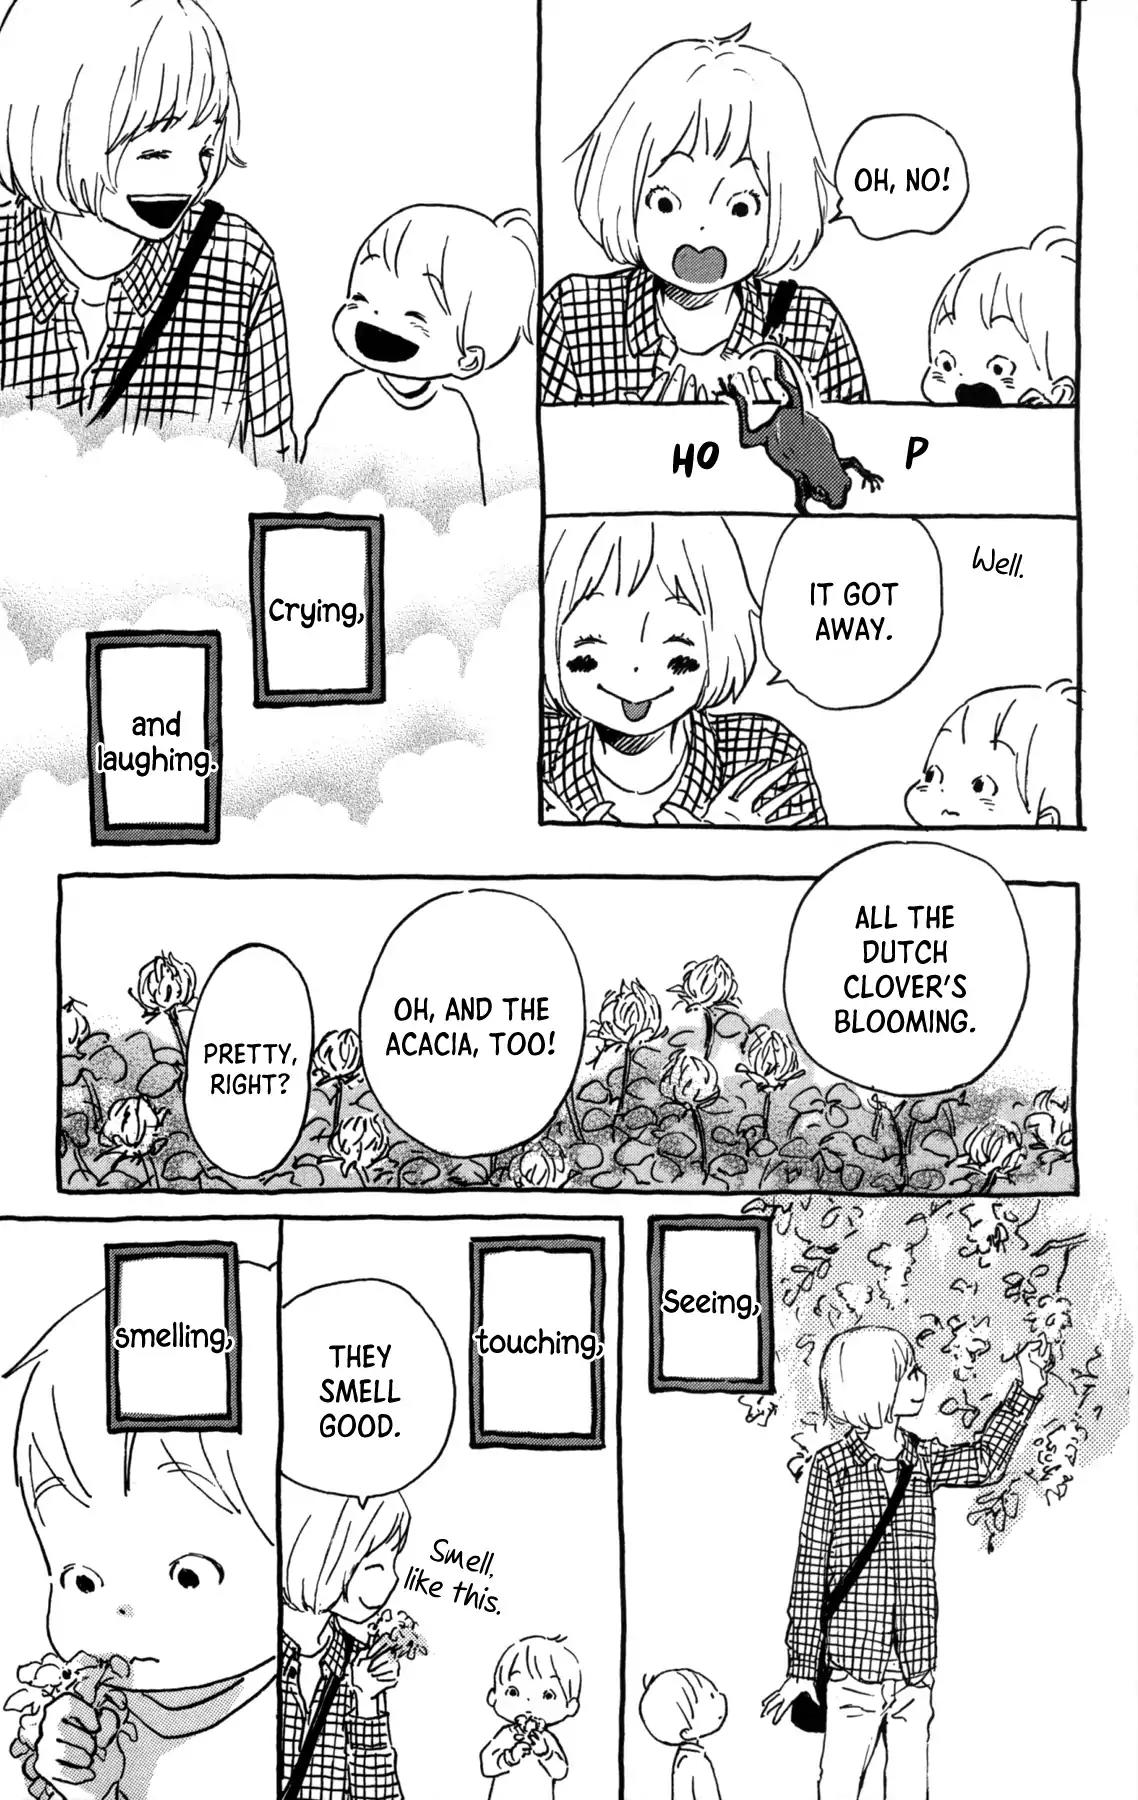 OH, NO!
HO P
Well.
IT GOT
AWAY.
Crying,
and
laughing.
ALL THE
DUTCH
CLOVER'S
BLOOMING.
OH, AND THE
ACACIA, TOO!
PRETTY,
RIGHT?
Seeing,
touching,
THEY
SMELL
GOOD.
Smell,
like this.
smelling,